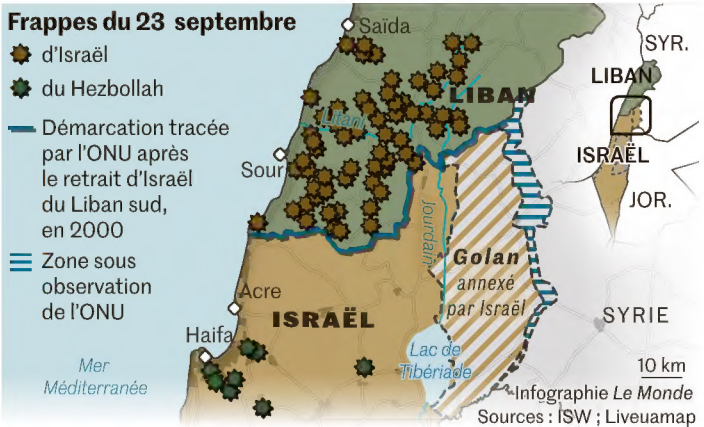 Frappes du 23 septembre
d'Israël
du Hezbollah
Démarcation tracée
par l'ONU après
le retrait d'Israël
du Liban sud,
en 2000
Zone sous
observation
de l'ONU
Saïda
LIBAN
Litani
Sour
Jourdain
Golan
annexé
par Israël
Acre
ISRAËL
Haifa
Lac de
Tibériade
Mer
Méditerranée
SYR.
LIBAN
ISRAËL
JOR.
SYRIE
10 km
Infographie Le Monde
Sources : ISW ; Liveuamap